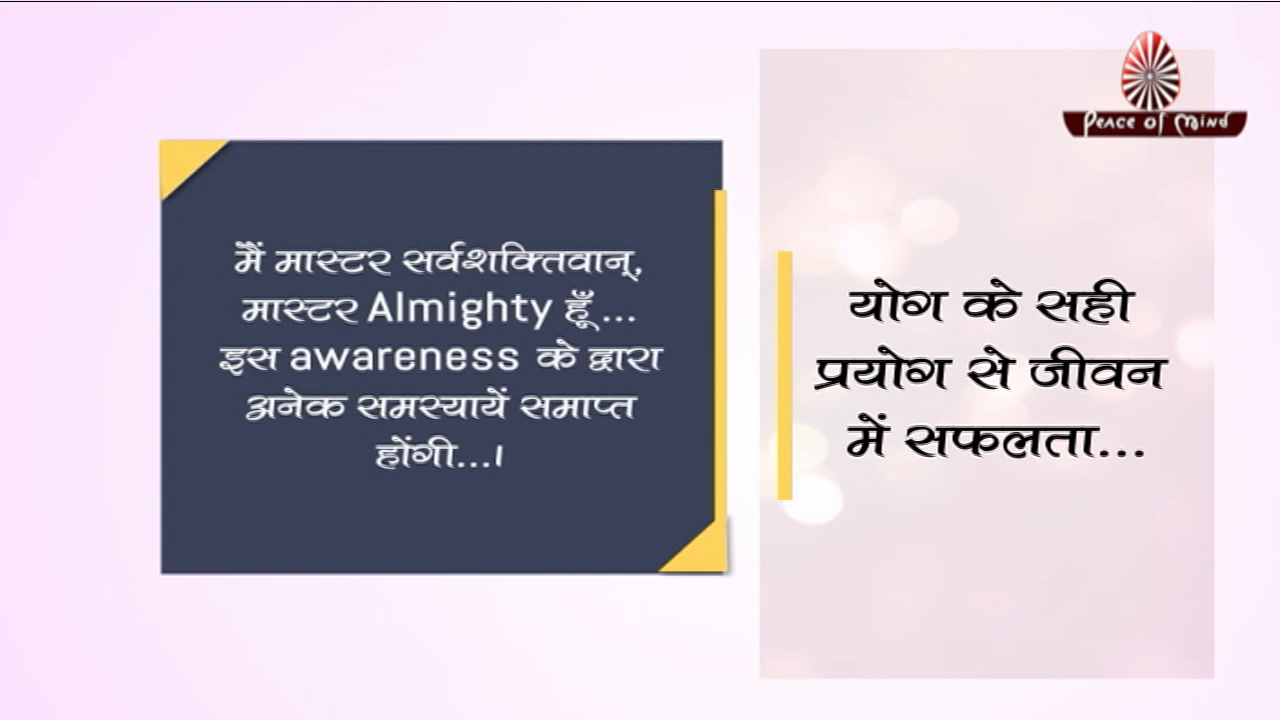 Peace of Mind
मैं मास्टर सर्वशक्तिवान्,
मास्टर Almighty हूँ...
इस awareness के द्वारा
अनेक समस्यायें समाप्त
होंगी...।
योग के सही
प्रयोग से जीवन
में सफलता...